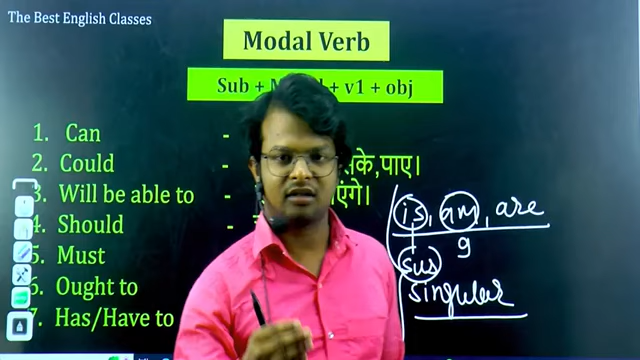 The Best English Classes
Modal Verb
Sub + + v1 + obj
1. Can -
2. Could - सके,पाए।
3. Will be able to -
4. Should -
5. Must
6. Ought to
7. Has/Have to
is, am, are
sus
singular